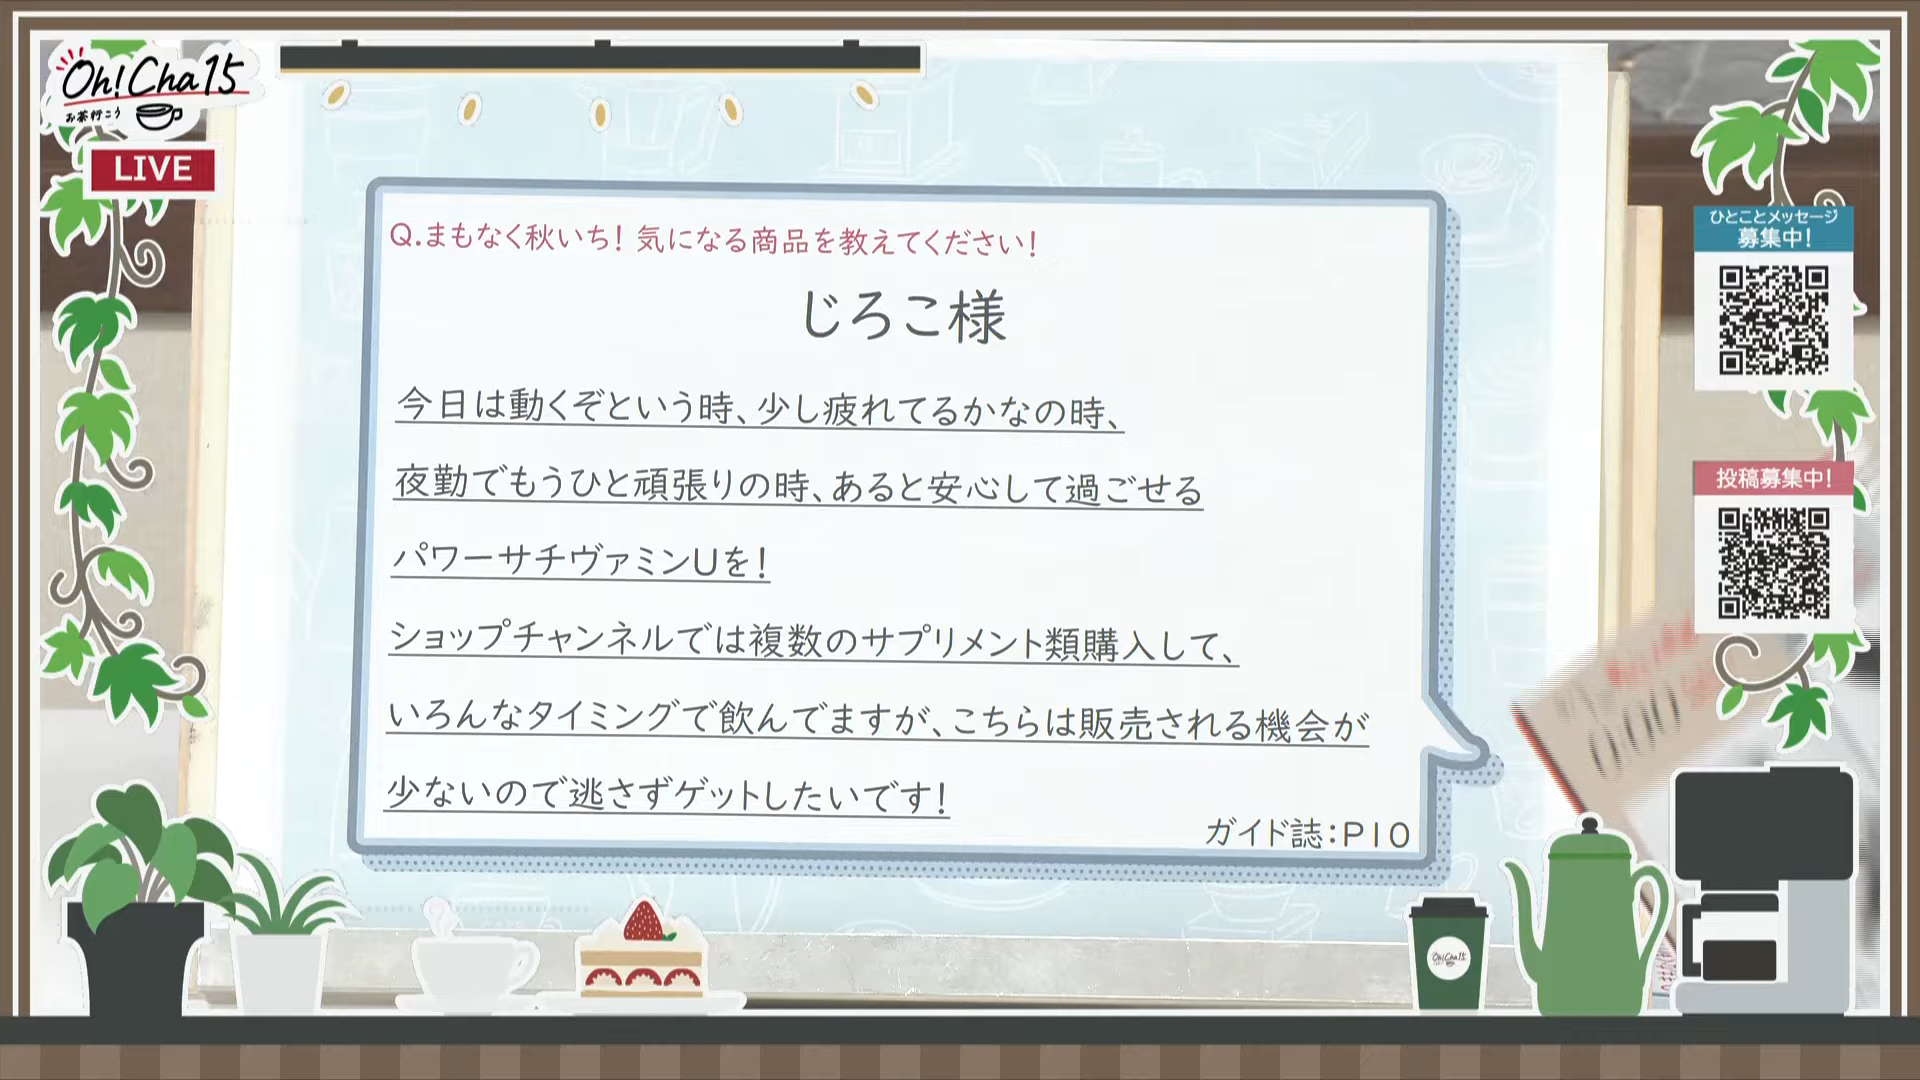 Oh!Cha15
お茶行こう
LIVE
Q.まもなく秋いち！気になる商品を教えてください！
じろこ様
今日は動くぞという時、少し疲れてるかなの時、
夜勤でもうひと頑張りの時、あると安心して過ごせる
パワーサチヴァミンUを！
ショップチャンネルでは複数のサプリメント類購入して、
いろんなタイミングで飲んでますが、こちらは販売される機会が
少ないので逃さずゲットしたいです！
ガイド誌：P10
ひとことメッセージ
募集中！
投稿募集中！
Oh!Cha15